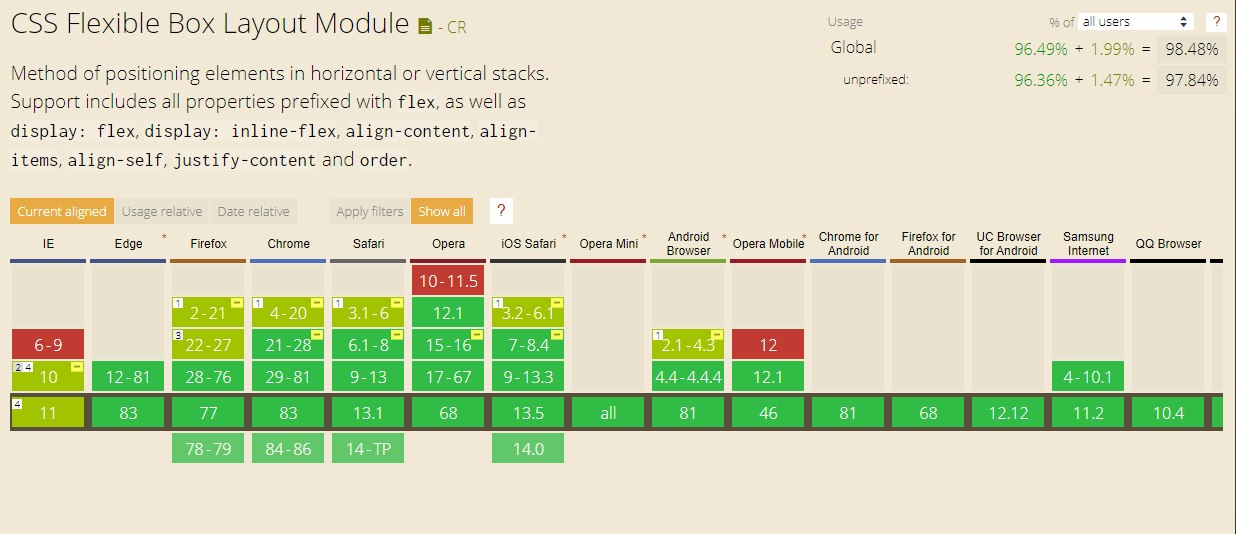 CSS Flexible Box Layout Module - CR
Usage % of all users ?
Global 96.49% + 1.99% = 98.48%
unprefixed: 96.36% + 1.47% = 97.84%
Method of positioning elements in horizontal or vertical stacks.
Support includes all properties prefixed with flex, as well as
display: flex, display: inline-flex, align-content, align-
items, align-self, justify-content and order.
Current aligned Usage relative Date relative Apply filters Show all ?
IE Edge * Firefox Chrome Safari Opera iOS Safari * Opera Mini * Android Browser * Opera Mobile * Chrome for Android Firefox for Android UC Browser for Android Samsung Internet QQ Browser
10-11.5
1 2-21 1 4-20 1 3.1-6 12.1 1 3.2-6.1
6-9 3 22-27 21-28 6.1-8 15-16 7-8.4 1 2.1-4.3 12
2 4 10 12-81 28-76 29-81 9-13 17-67 9-13.3 4.4-4.4.4 12.1 4-10.1
4 11 83 77 83 13.1 68 13.5 all 81 46 81 68 12.12 11.2 10.4
78-79 84-86 14-TP 14.0